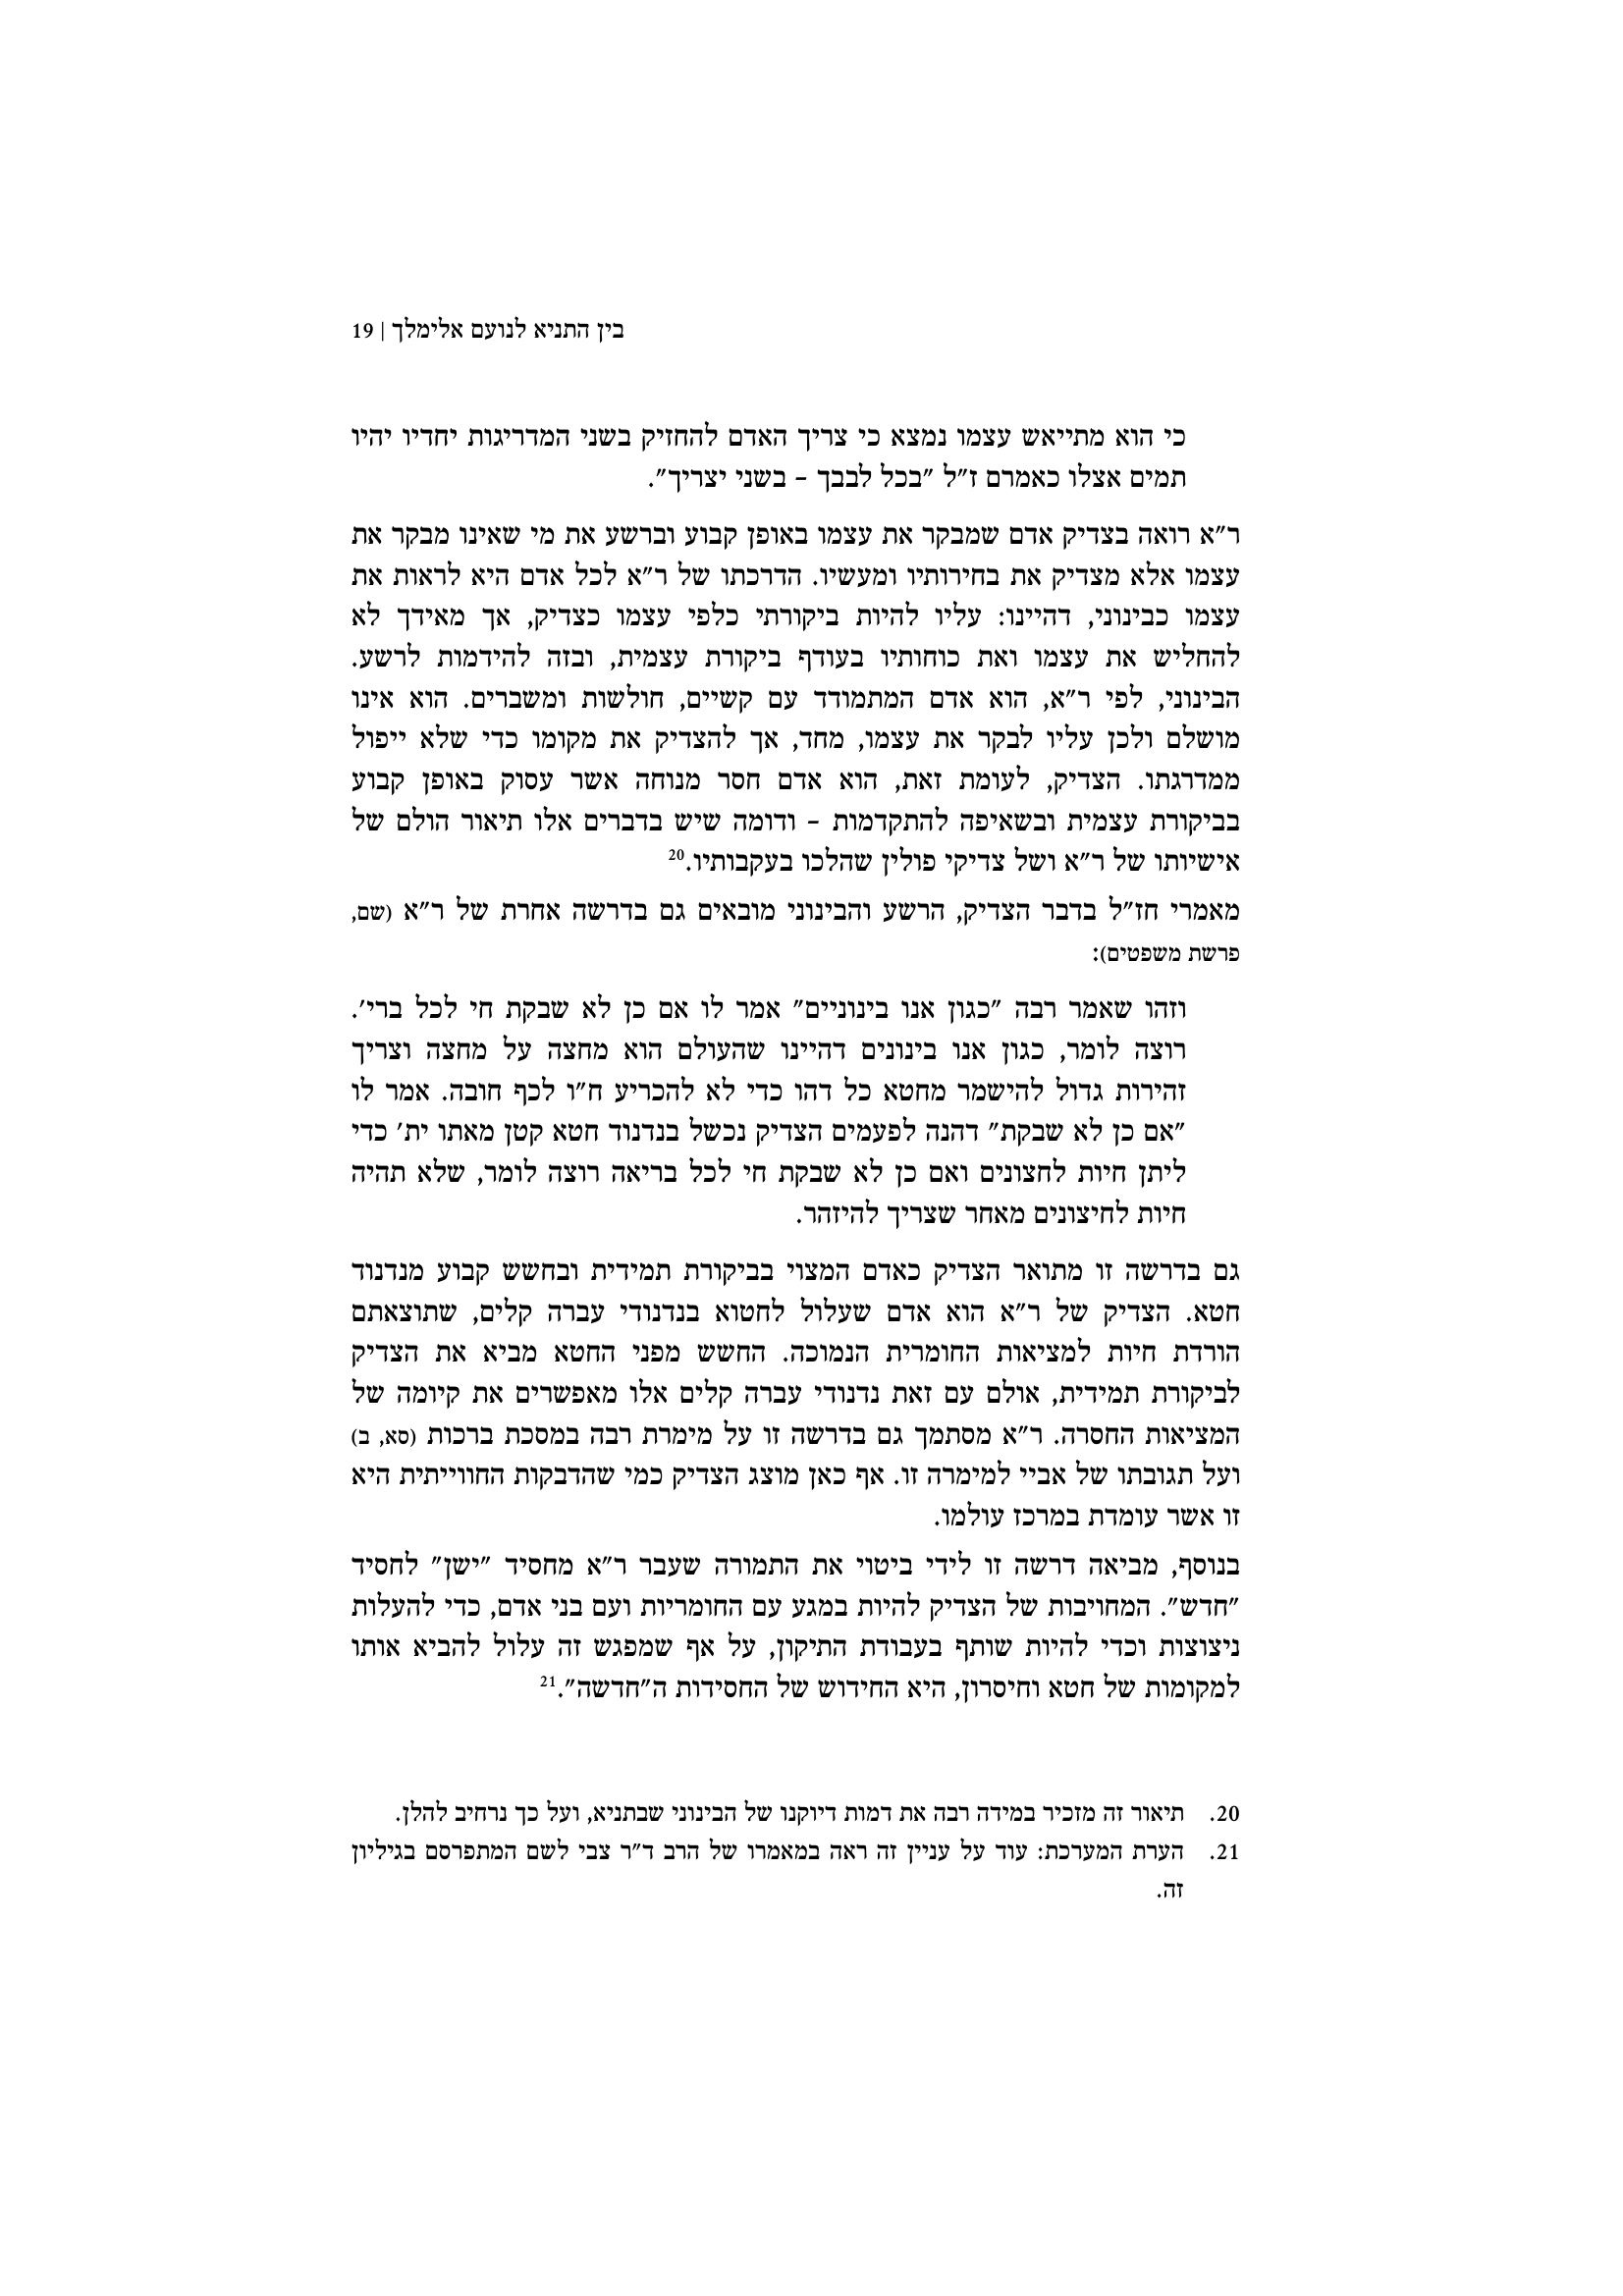 בין התניא לנועם אלימלך | 19
כי הוא מתייאש עצמו נמצא כי צריך האדם להחזיק בשני המדריגות יחדיו יהיו
תמים אצלו כאמרם ז"ל "בכל לבבך – בשני יצריך".
ר"א רואה בצדיק אדם שמבקר את עצמו באופן קבוע וברשע את מי שאינו מבקר את
עצמו אלא מצדיק את בחירותיו ומעשיו. הדרכתו של ר"א לכל אדם היא לראות את
עצמו כבינוני, דהיינו: עליו להיות ביקורתי כלפי עצמו כצדיק, אך מאידך לא
להחליש את עצמו ואת כוחותיו בעודף ביקורת עצמית, ובזה להידמות לרשע.
הבינוני, לפי ר"א, הוא אדם המתמודד עם קשיים, חולשות ומשברים. הוא אינו
מושלם ולכן עליו לבקר את עצמו, מחד, אך להצדיק את מקומו כדי שלא ייפול
ממדרגתו. הצדיק, לעומת זאת, הוא אדם חסר מנוחה אשר עסוק באופן קבוע
בביקורת עצמית ובשאיפה להתקדמות – ודומה שיש בדברים אלו תיאור הולם של
אישיותו של ר"א ושל צדיקי פולין שהלכו בעקבותיו.20
מאמרי חז"ל בדבר הצדיק, הרשע והבינוני מובאים גם בדרשה אחרת של ר"א (שם,
פרשת משפטים):
וזהו שאמר רבה "כגון אנו בינוניים" אמר לו אם כן לא שבקת חי לכל ברי'.
רוצה לומר, כגון אנו בינונים דהיינו שהעולם הוא מחצה על מחצה וצריך
זהירות גדול להישמר מחטא כל דהו כדי לא להכריע ח"ו לכף חובה. אמר לו
"אם כן לא שבקת" דהנה לפעמים הצדיק נכשל בנדנוד חטא קטן מאתו ית' כדי
ליתן חיות לחצונים ואם כן לא שבקת חי לכל בריאה רוצה לומר, שלא תהיה
חיות לחיצונים מאחר שצריך להיזהר.
גם בדרשה זו מתואר הצדיק כאדם המצוי בביקורת תמידית ובחשש קבוע מנדנוד
חטא. הצדיק של ר"א הוא אדם שעלול לחטוא בנדנודי עברה קלים, שתוצאתם
הורדת חיות למציאות החומרית הנמוכה. החשש מפני החטא מביא את הצדיק
לביקורת תמידית, אולם עם זאת נדנודי עברה קלים אלו מאפשרים את קיומה של
המציאות החסרה. ר"א מסתמך גם בדרשה זו על מימרת רבה במסכת ברכות (סא, ב)
ועל תגובתו של אביי למימרה זו. אף כאן מוצג הצדיק כמי שהדבקות החווייתית היא
זו אשר עומדת במרכז עולמו.
בנוסף, מביאה דרשה זו לידי ביטוי את התמורה שעבר ר"א מחסיד "ישן" לחסיד
"חדש". המחויבות של הצדיק להיות במגע עם החומריות ועם בני אדם, כדי להעלות
ניצוצות וכדי להיות שותף בעבודת התיקון, על אף שמפגש זה עלול להביא אותו
למקומות של חטא וחיסרון, היא החידוש של החסידות ה"חדשה".21
20. תיאור זה מזכיר במידה רבה את דמות דיוקנו של הבינוני שבתניא, ועל כך נרחיב להלן.
21. הערת המערכת: עוד על עניין זה ראה במאמרו של הרב ד"ר צבי לשם המתפרסם בגיליון
זה.